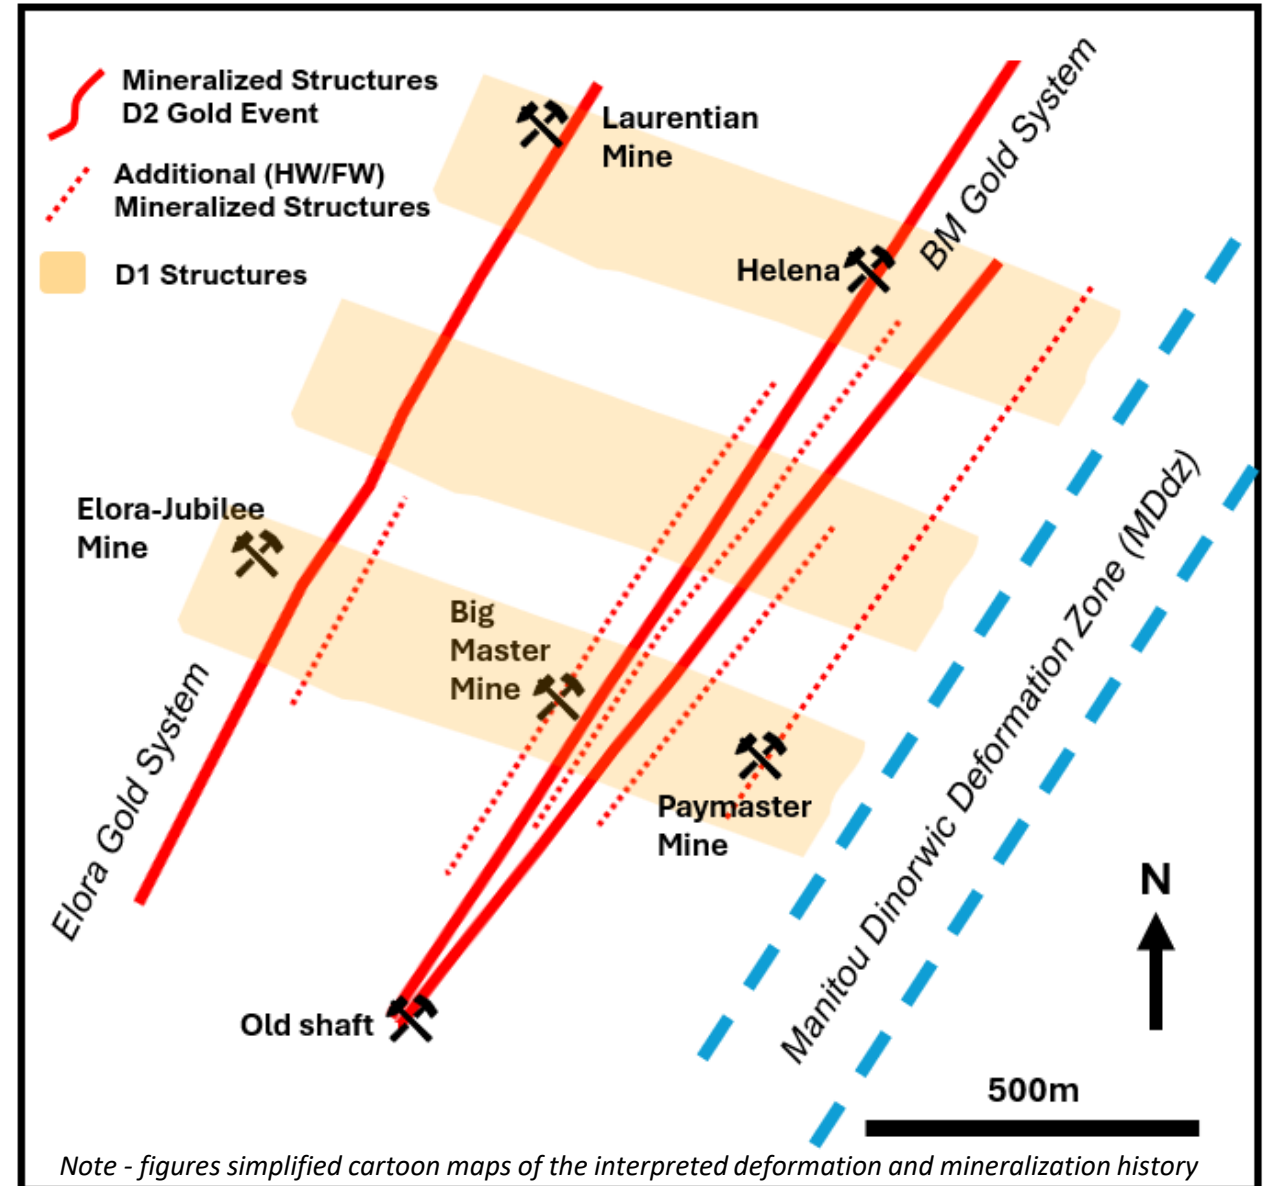 Mineralized Structures
D2 Gold Event
Additional (HW/FW)
Mineralized Structures
D1 Structures
Laurentian
Mine
BM Gold System
Helena
Elora-Jubilee
Mine
Big
Master
Mine
Elora Gold System
Paymaster
Mine
Manitou Dinorwic Deformation Zone (MDdz)
Old shaft
N
500m
Note - figures simplified cartoon maps of the interpreted deformation and mineralization history